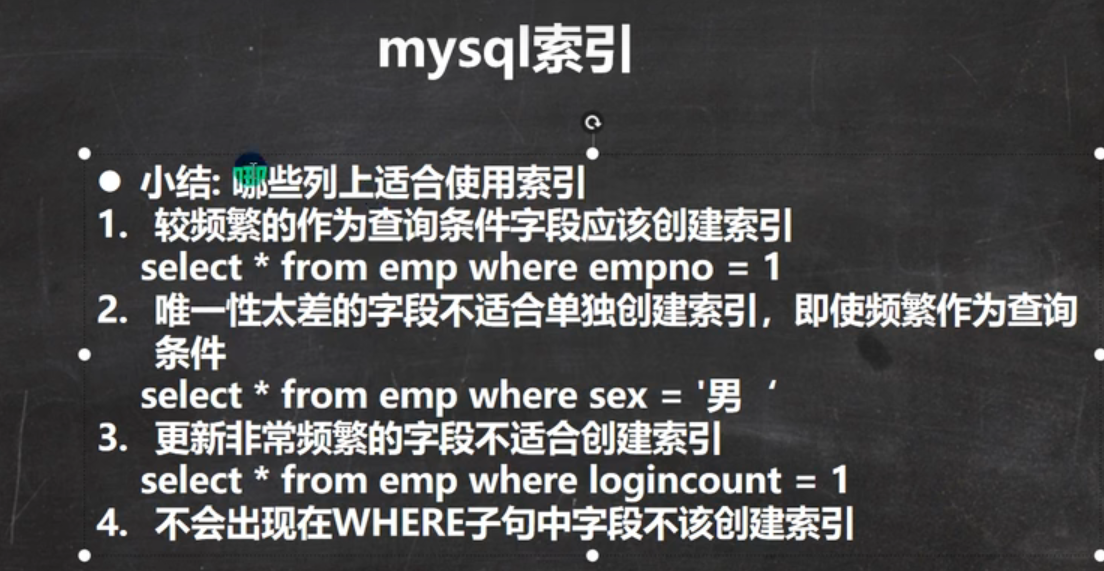 mysql索引
● 小结: 哪些列上适合使用索引
1. 较频繁的作为查询条件字段应该创建索引
select * from emp where empno = 1
2. 唯一性太差的字段不适合单独创建索引，即使频繁作为查询
条件
select * from emp where sex = '男‘
3. 更新非常频繁的字段不适合创建索引
select * from emp where logincount = 1
4. 不会出现在WHERE子句中字段不该创建索引